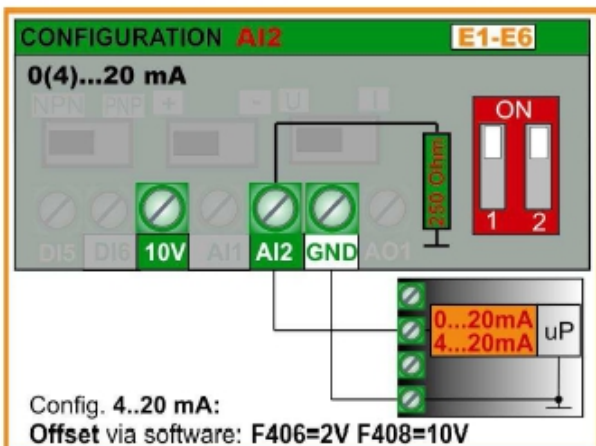 CONFIGURATION AI2 E1-E6
0(4)...20 mA
NPN PNP + - U I
ON
250 Ohm
1 2
DI5 DI6 10V AI1 AI2 GND AO1
0...20mA
4...20mA
uP
Config. 4..20 mA:
Offset via software: F406=2V F408=10V